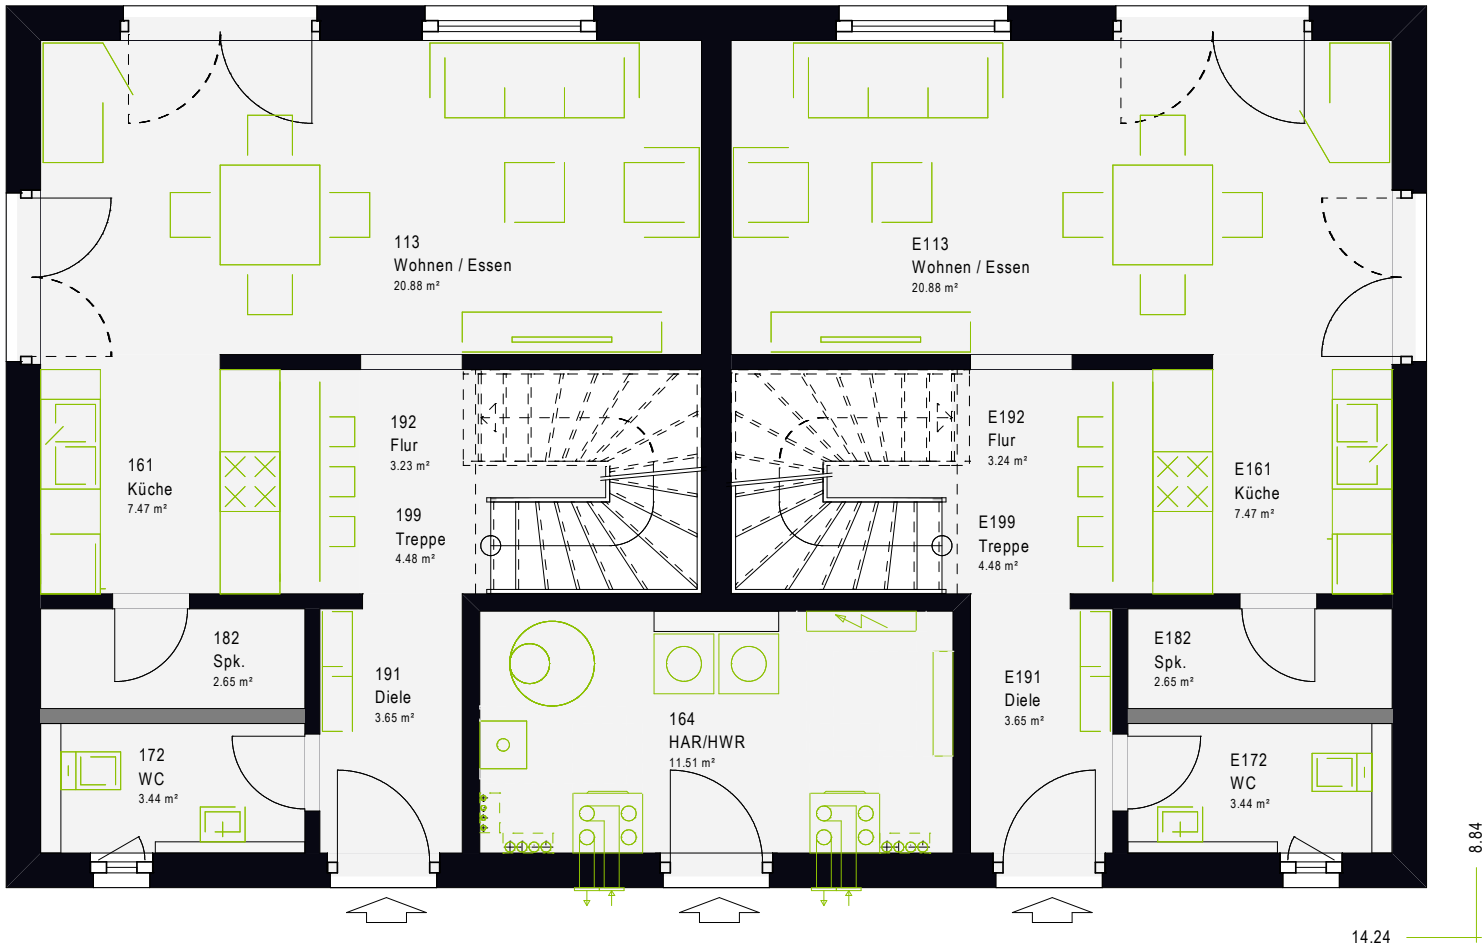 113
Wohnen / Essen
20.88 m²
E113
Wohnen / Essen
20.88 m²
192
Flur
3.23 m²
E192
Flur
3.24 m²
161
Küche
7.47 m²
E161
Küche
7.47 m²
199
Treppe
4.48 m²
E199
Treppe
4.48 m²
182
Spk.
2.65 m²
E182
Spk.
2.65 m²
191
Diele
3.65 m²
E191
Diele
3.65 m²
164
HAR/HWR
11.51 m²
172
WC
3.44 m²
E172
WC
3.44 m²
8.84
14.24